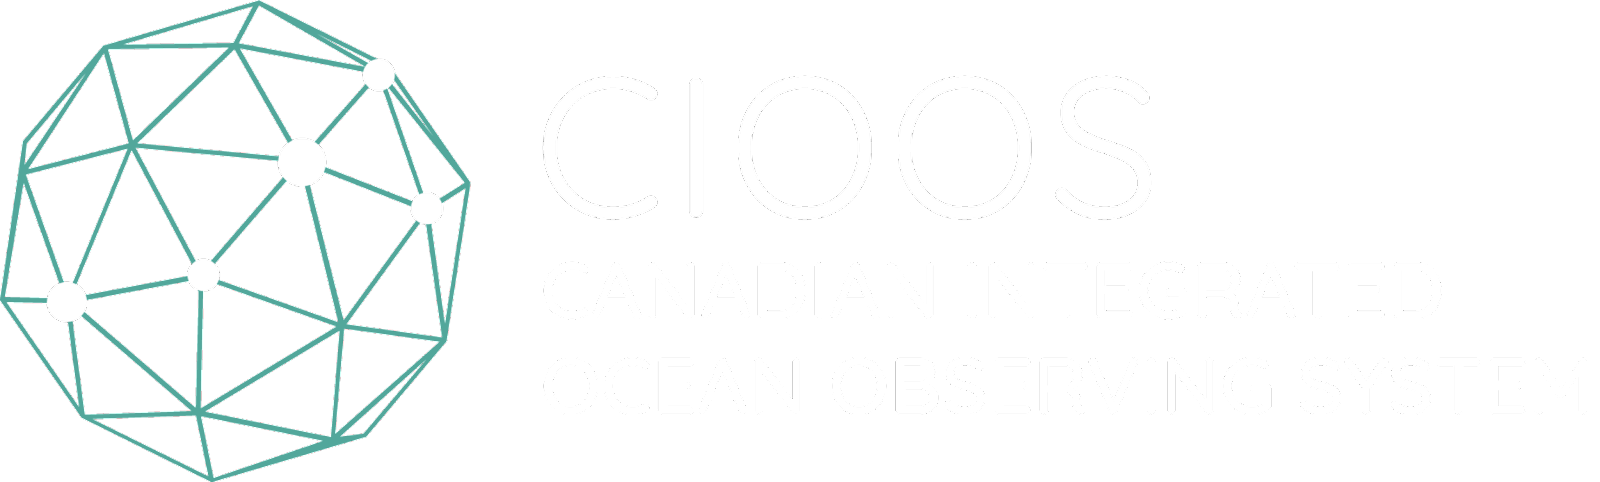 CIOOS
CANADIAN INTEGRATED
OCEAN OBSERVING SYSTEM